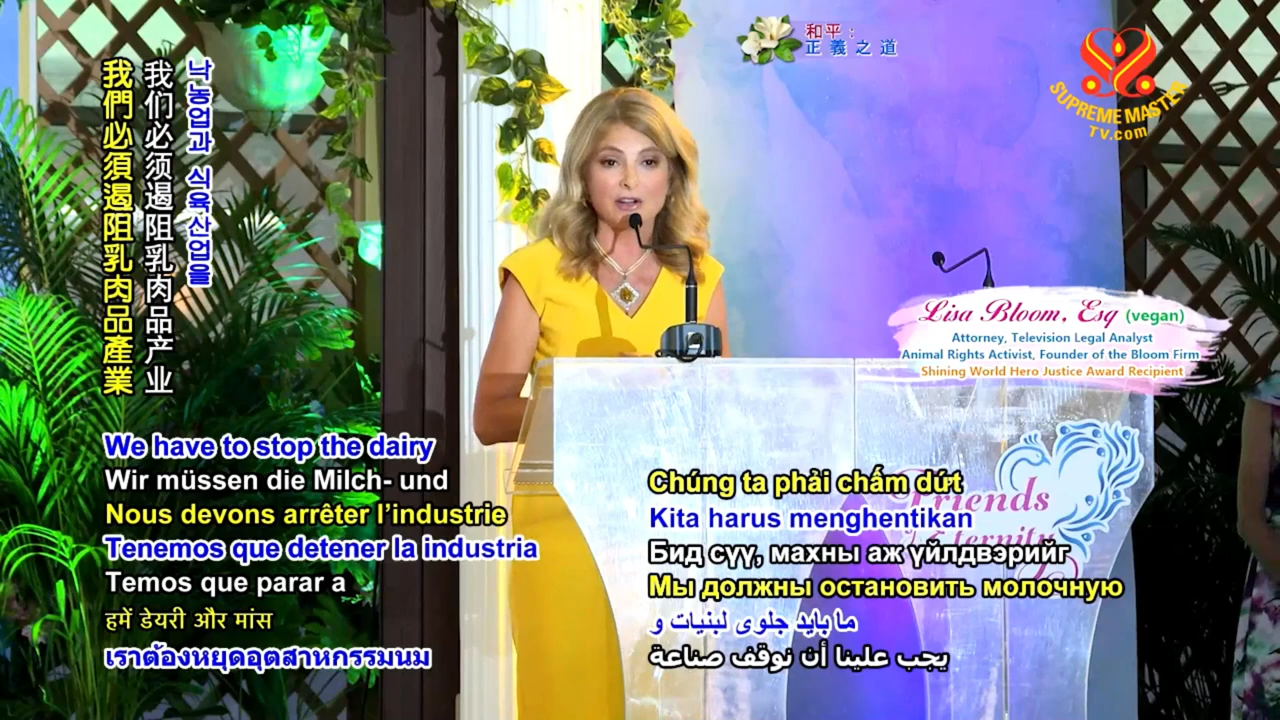 和平：
正義之道
SUPREME MASTER
TV.com
낙농업과 식육산업을
我们必须遏阻乳肉品产业
我們必須遏阻乳肉品產業
Lisa Bloom, Esq (vegan)
Attorney, Television Legal Analyst
Animal Rights Activist, Founder of the Bloom Firm
Shining World Hero Justice Award Recipient
We have to stop the dairy
Wir müssen die Milch- und
Nous devons arrêter l’industrie
Tenemos que detener la industria
Temos que parar a
हमें डेयरी और मांस
เราต้องหยุดอุตสาหกรรมนม
Chúng ta phải chấm dứt
Kita harus menghentikan
Бид сүү, махны аж үйлдвэрийг
Мы должны остановить молочную
ما باید جلوی لبنیات و
يجب علينا أن نوقف صناعة
Friends
Eternity